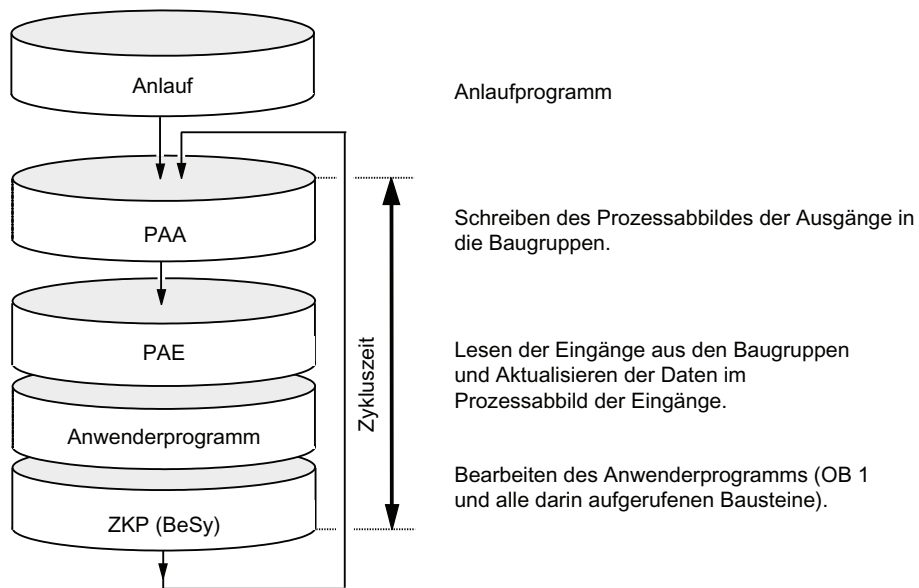 Anlauf
Anlaufprogramm
PAA
Schreiben des Prozessabbildes der Ausgänge in
die Baugruppen.
PAE
Zykluszeit
Lesen der Eingänge aus den Baugruppen
und Aktualisieren der Daten im
Prozessabbild der Eingänge.
Anwenderprogramm
Bearbeiten des Anwenderprogramms (OB 1
und alle darin aufgerufenen Bausteine).
ZKP (BeSy)